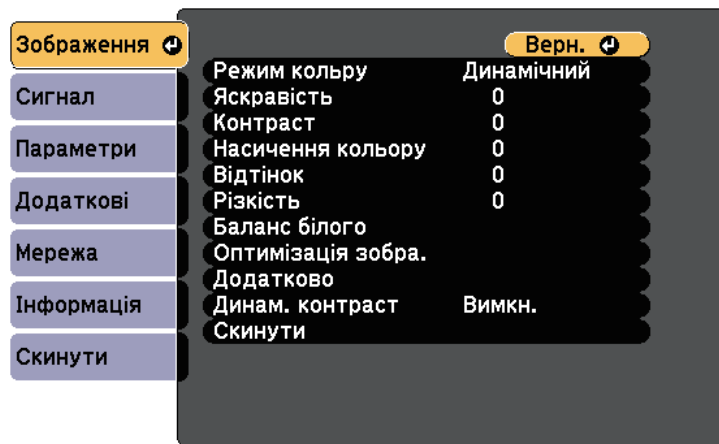 Зображення
Верн.
Режим кольру Динамічний
Яскравість 0
Сигнал
Контраст 0
Параметри
Насичення кольору 0
Відтінок 0
Додаткові
Різкість 0
Баланс білого
Мережа
Оптимізація зобра.
Додатково
Інформація
Динам. контраст Вимкн.
Скинути
Скинути